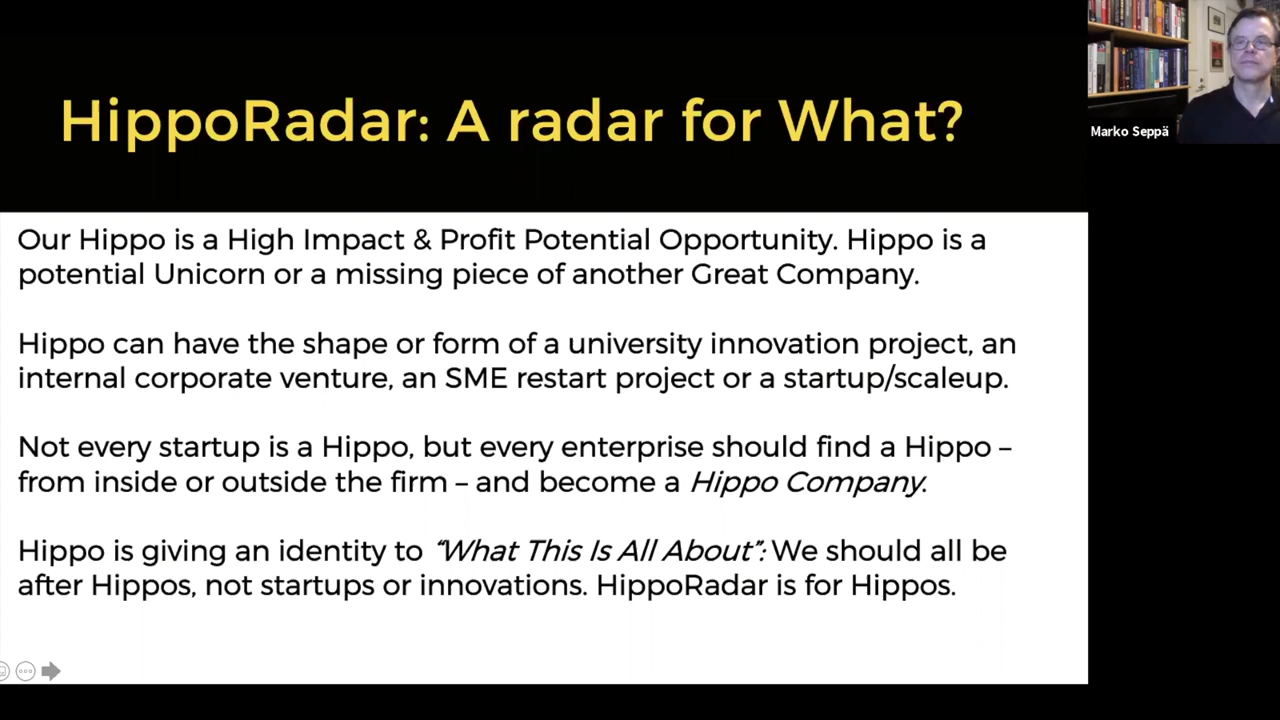 HippoRadar: A radar for What?
Marko Seppä
Our Hippo is a High Impact & Profit Potential Opportunity. Hippo is a
potential Unicorn or a missing piece of another Great Company.
Hippo can have the shape or form of a university innovation project, an
internal corporate venture, an SME restart project or a startup/scaleup.
Not every startup is a Hippo, but every enterprise should find a Hippo –
from inside or outside the firm – and become a Hippo Company.
Hippo is giving an identity to “What This Is All About”: We should all be
after Hippos, not startups or innovations. HippoRadar is for Hippos.